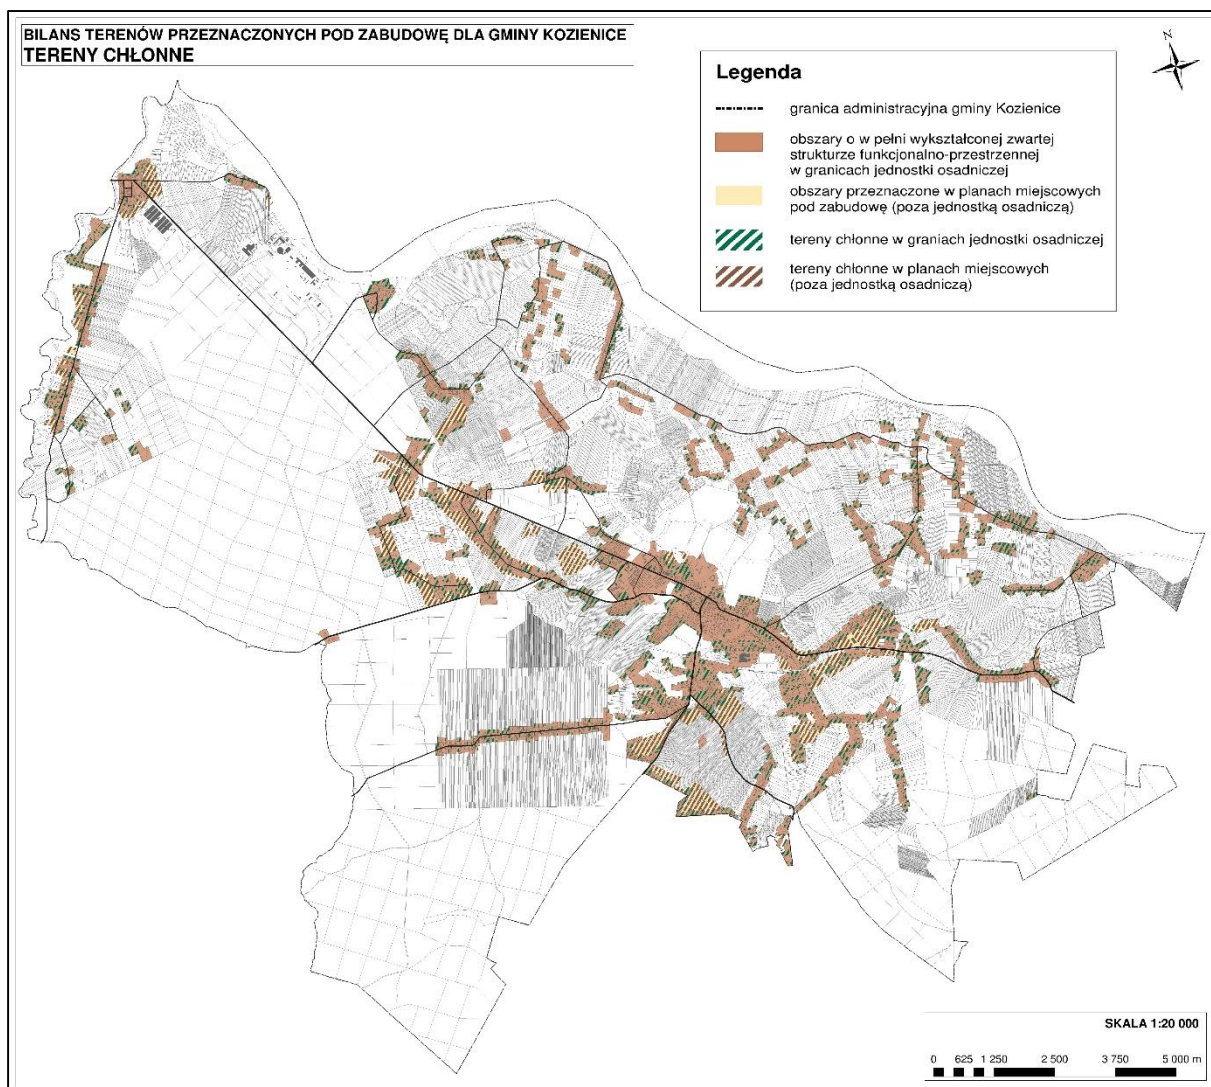 BILANS TERENÓW PRZEZNACZONYCH POD ZABUDOWĘ DLA GMINY KOZIENICE
TERENY CHŁONNE
N
Legenda
granica administracyjna gminy Kozienice
obszary o w pełni wykształconej zwartej
strukturze funkcjonalno-przestrzennej
w granicach jednostki osadniczej
obszary przeznaczone w planach miejscowych
pod zabudowę (poza jednostką osadniczą)
tereny chłonne w graniach jednostki osadniczej
tereny chłonne w planach miejscowych
(poza jednostką osadniczą)
SKALA 1:20 000
0 625 1 250 2 500 3 750 5 000 m